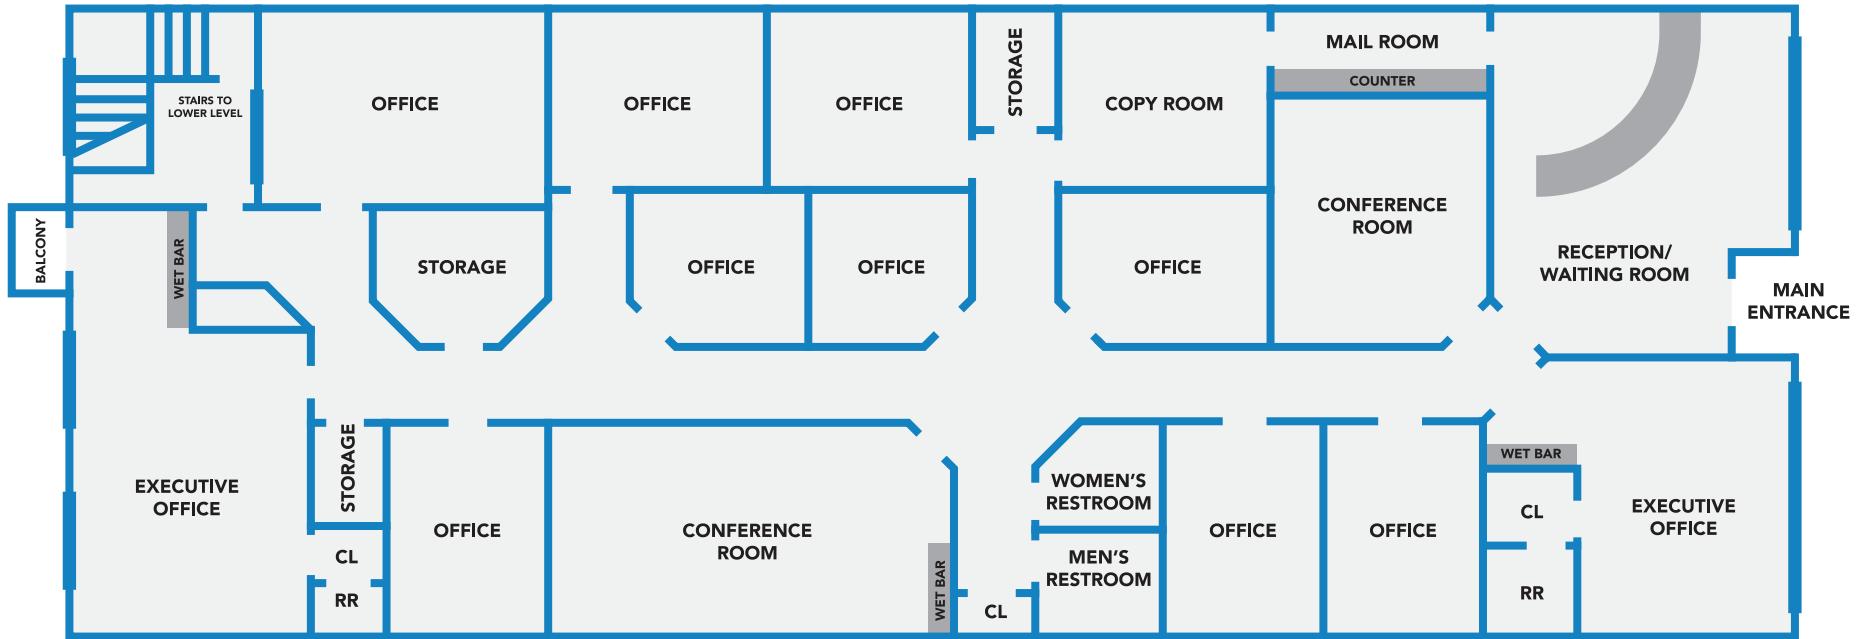 MAIL ROOM
COUNTER
STAIRS TO
LOWER LEVEL
OFFICE
OFFICE
OFFICE
STORAGE
COPY ROOM
CONFERENCE
ROOM
BALCONY
WET BAR
STORAGE
OFFICE
OFFICE
OFFICE
RECEPTION/
WAITING ROOM
MAIN
ENTRANCE
EXECUTIVE
OFFICE
STORAGE
CL
RR
OFFICE
CONFERENCE
ROOM
WET BAR
CL
WOMEN'S
RESTROOM
MEN'S
RESTROOM
OFFICE
OFFICE
WET BAR
CL
RR
EXECUTIVE
OFFICE